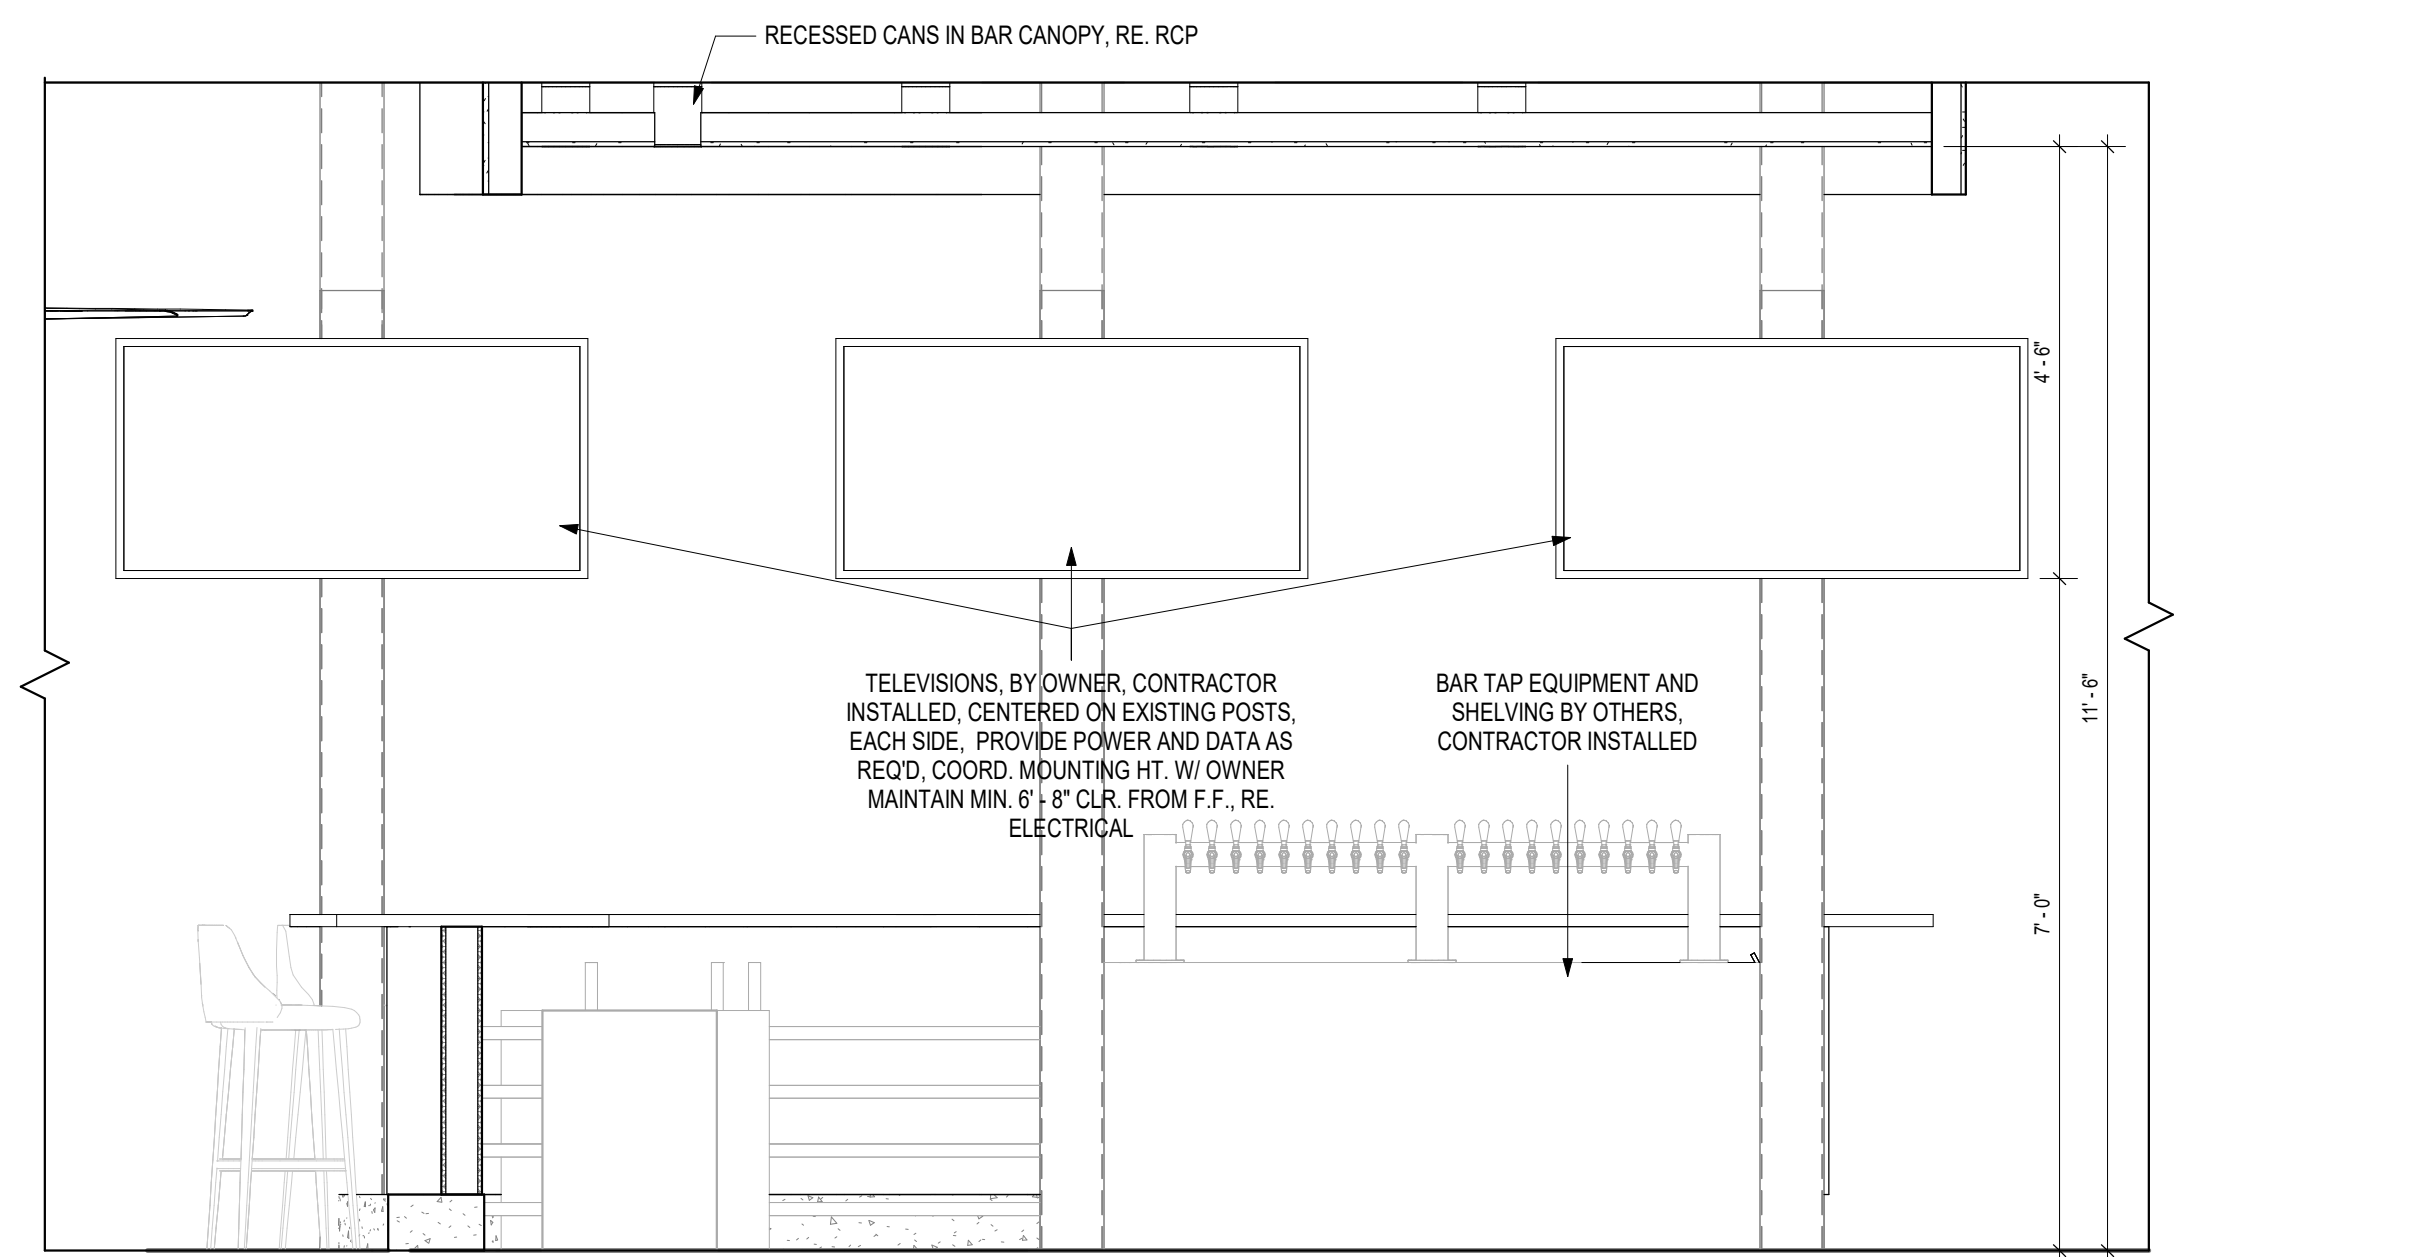 RECESSED CANS IN BAR CANOPY, RE. RCP
4' - 6"
TELEVISIONS, BY OWNER, CONTRACTOR
INSTALLED, CENTERED ON EXISTING POSTS,
EACH SIDE,  PROVIDE POWER AND DATA AS
REQ'D, COORD. MOUNTING HT. W/ OWNER
MAINTAIN MIN. 6' - 8" CLR. FROM F.F., RE.
ELECTRICAL
BAR TAP EQUIPMENT AND
SHELVING BY OTHERS,
CONTRACTOR INSTALLED
11' - 6"
7' - 0"